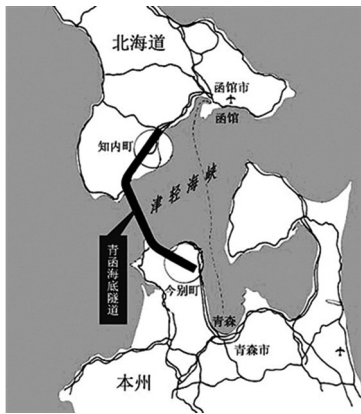 北海道
函馆市
函馆
知内町
津轻海峡
青函海底隧道
今别町
青森
青森市
本州